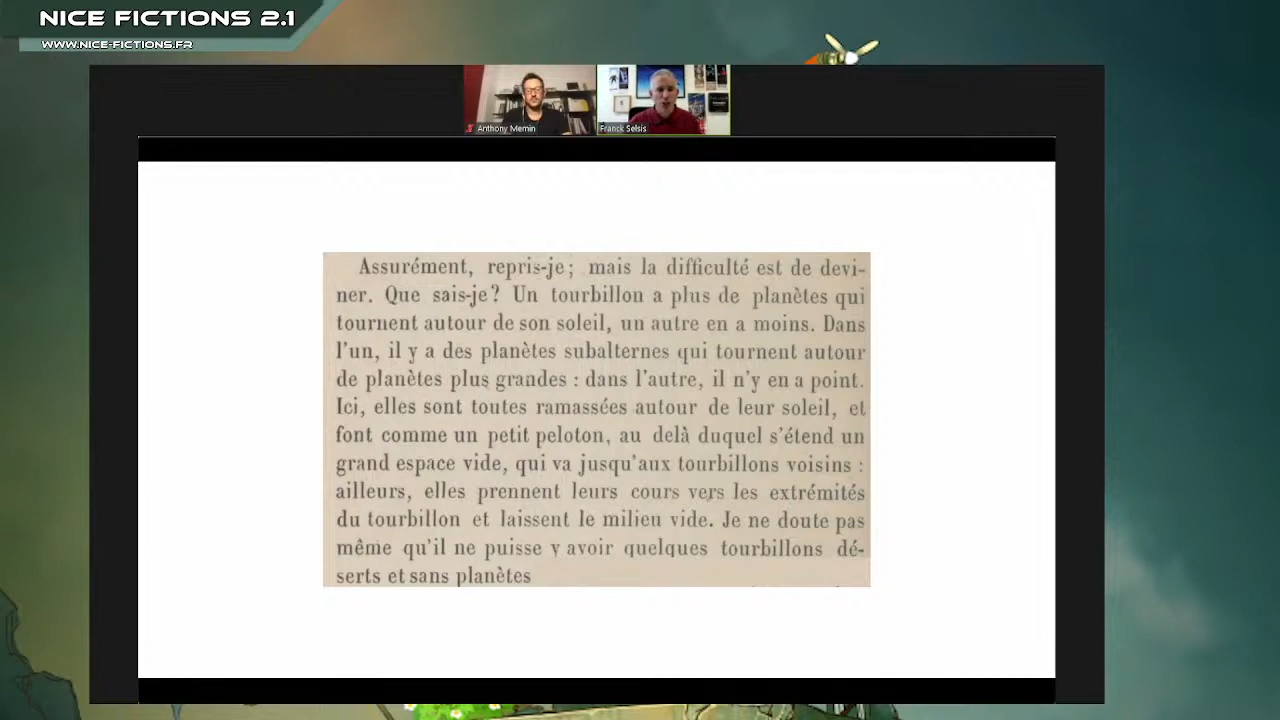 NICE FICTIONS 2.1
WWW.NICE-FICTIONS.FR
Anthony Memin
Franck Selsis
Assurément, repris-je; mais la difficulté est de devi-
ner. Que sais-je? Un tourbillon a plus de planètes qui
tournent autour de son soleil, un autre en a moins. Dans
l'un, il y a des planètes subalternes qui tournent autour
de planètes plus grandes : dans l'autre, il n'y en a point.
Ici, elles sont toutes ramassées autour de leur soleil, et
font comme un petit peloton, au delà duquel s'étend un
grand espace vide, qui va jusqu'aux tourbillons voisins :
ailleurs, elles prennent leurs cours vers les extrémités
du tourbillon et laissent le milieu vide. Je ne doute pas
même qu'il ne puisse y avoir quelques tourbillons dé-
serts et sans planètes